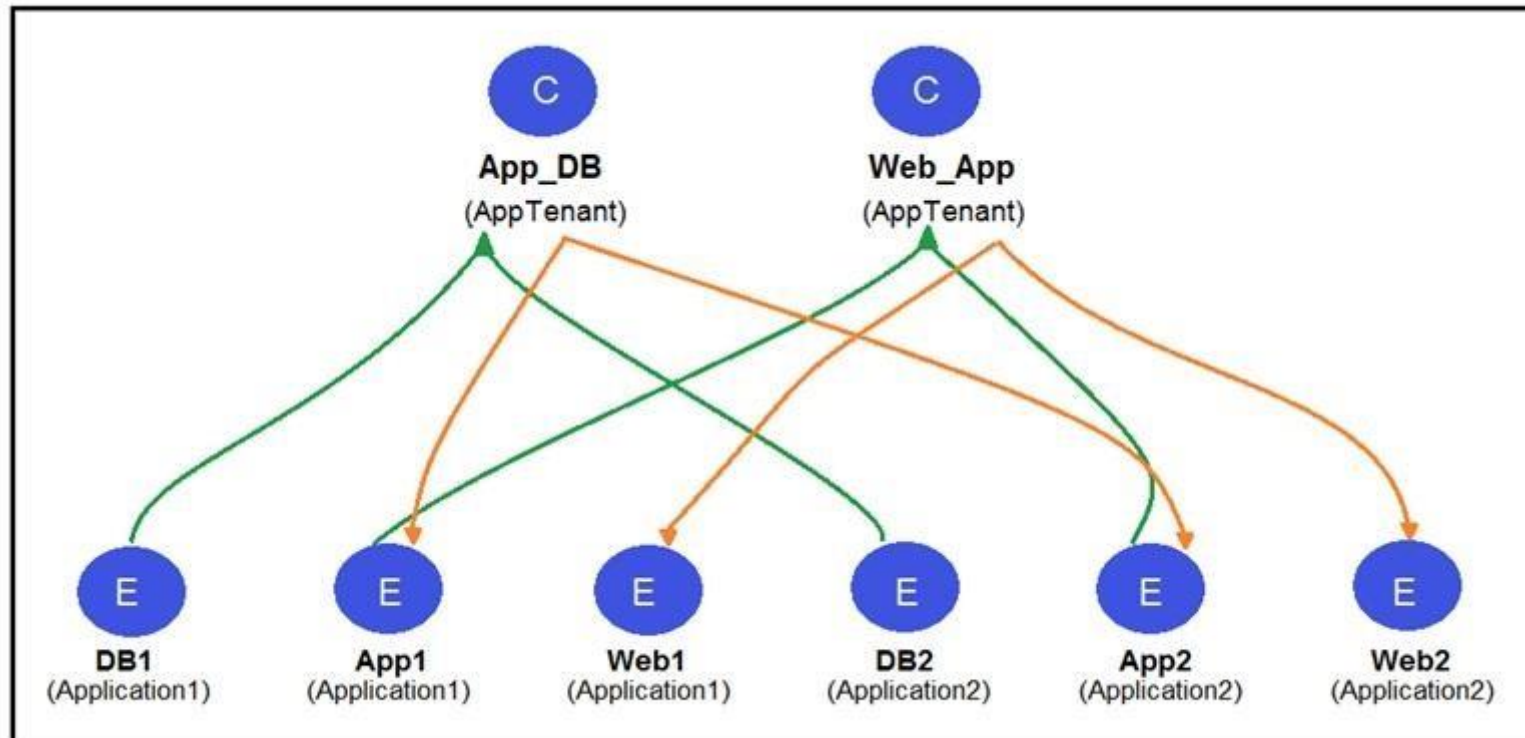 C
C
App_DB
Web_App
(AppTenant)
(AppTenant)
E
E
E
E
E
E
DB1
App1
Web1
DB2
App2
Web2
(Application1)
(Application1)
(Application1)
(Application2)
(Application2)
(Application2)